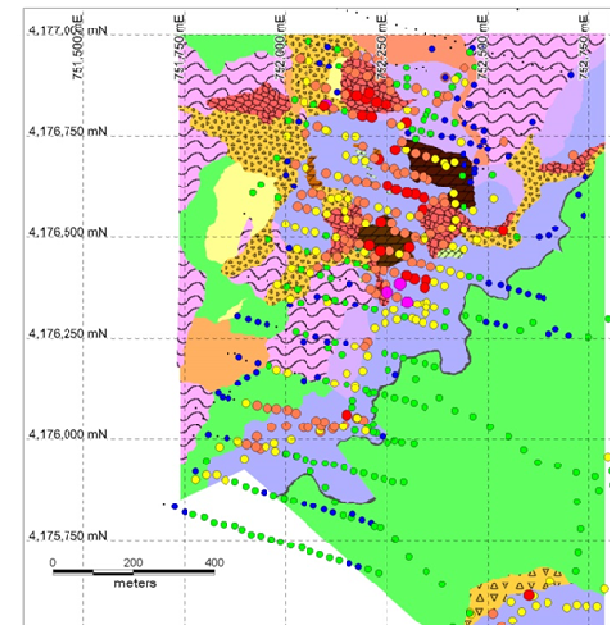 751,500 mE
751,750 mE
752,000 mE
752,250 mE
752,500 mE
752,750 mE
4,177,000 mN
4,176,750 mN
4,176,500 mN
4,176,250 mN
4,176,000 mN
4,175,750 mN
0 200 400
meters